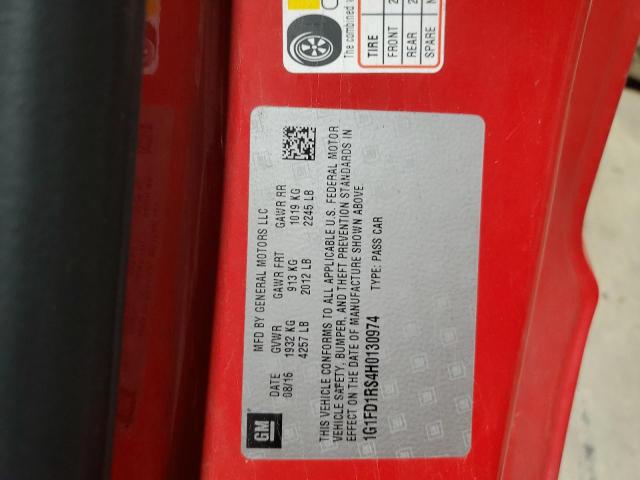 The combined
TIRE
FRONT 2
REAR 2
SPARE
GM
MFD BY GENERAL MOTORS LLC
DATE GVWR GAWR FRT GAWR RR
08/16 1932 KG 913 KG 1019 KG
4257 LB 2012 LB 2245 LB
THIS VEHICLE CONFORMS TO ALL APPLICABLE U.S. FEDERAL MOTOR
VEHICLE SAFETY, BUMPER, AND THEFT PREVENTION STANDARDS IN
EFFECT ON THE DATE OF MANUFACTURE SHOWN ABOVE.
1G1FD1RS4H0130974 TYPE: PASS CAR